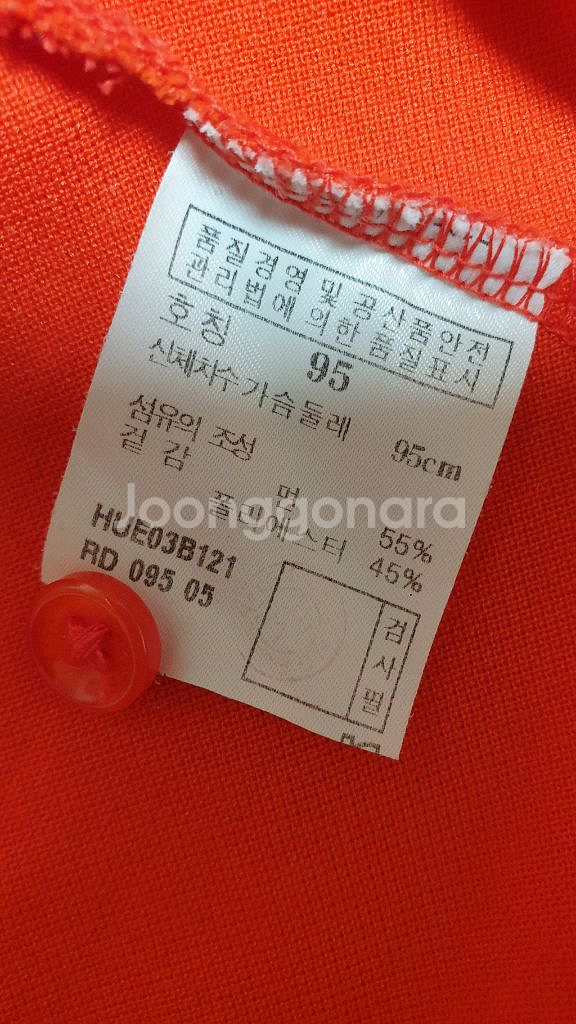 품질경영 및 공산품안전
관리법에 의한 품질표시
호칭 95
신체치수 가슴둘레 95cm
섬유의 조성
겉감 면 55%
폴리에스터 45%
HUE03B121
RD 095 05
검사필
Joonggonara